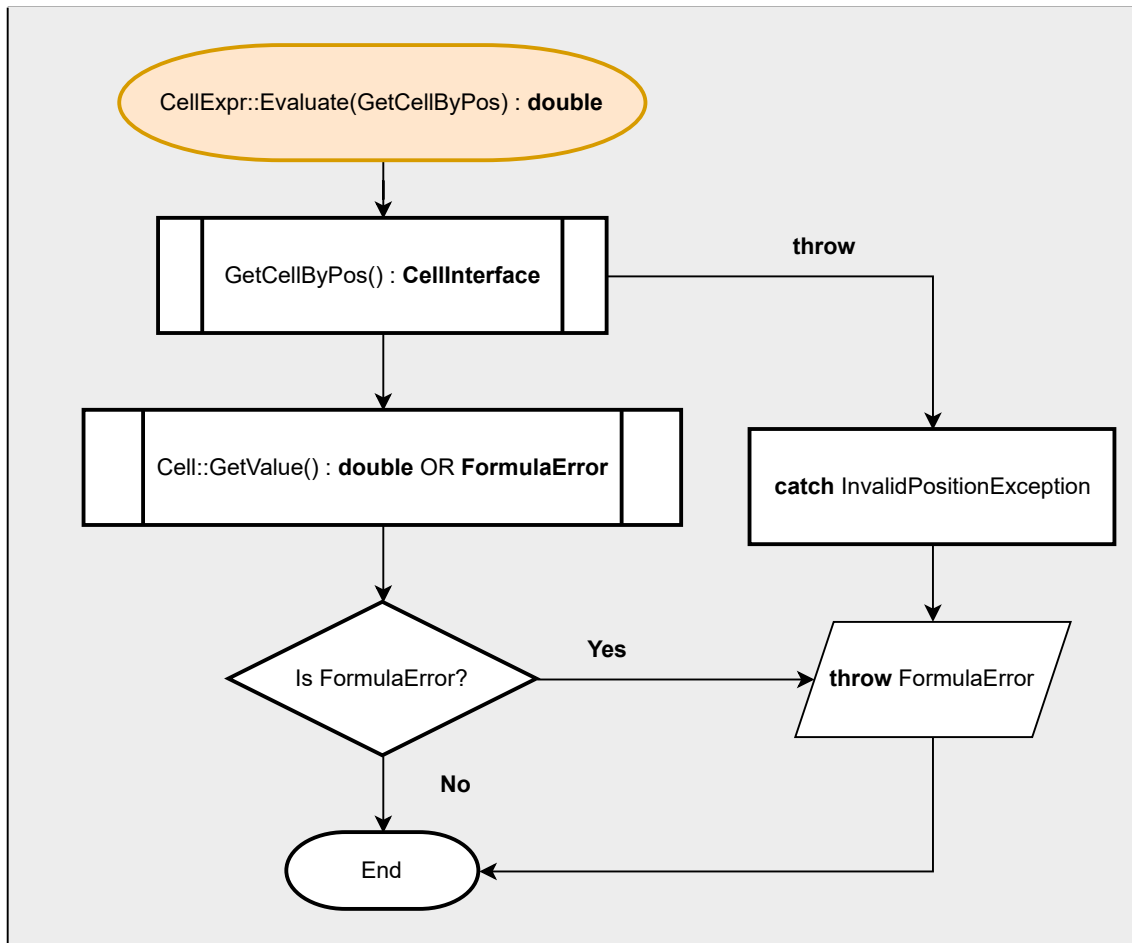 CellExpr::Evaluate(GetCellByPos) : double
GetCellByPos() : CellInterface
throw
Cell::GetValue() : double OR FormulaError
catch InvalidPositionException
Is FormulaError?
Yes
throw FormulaError
No
End